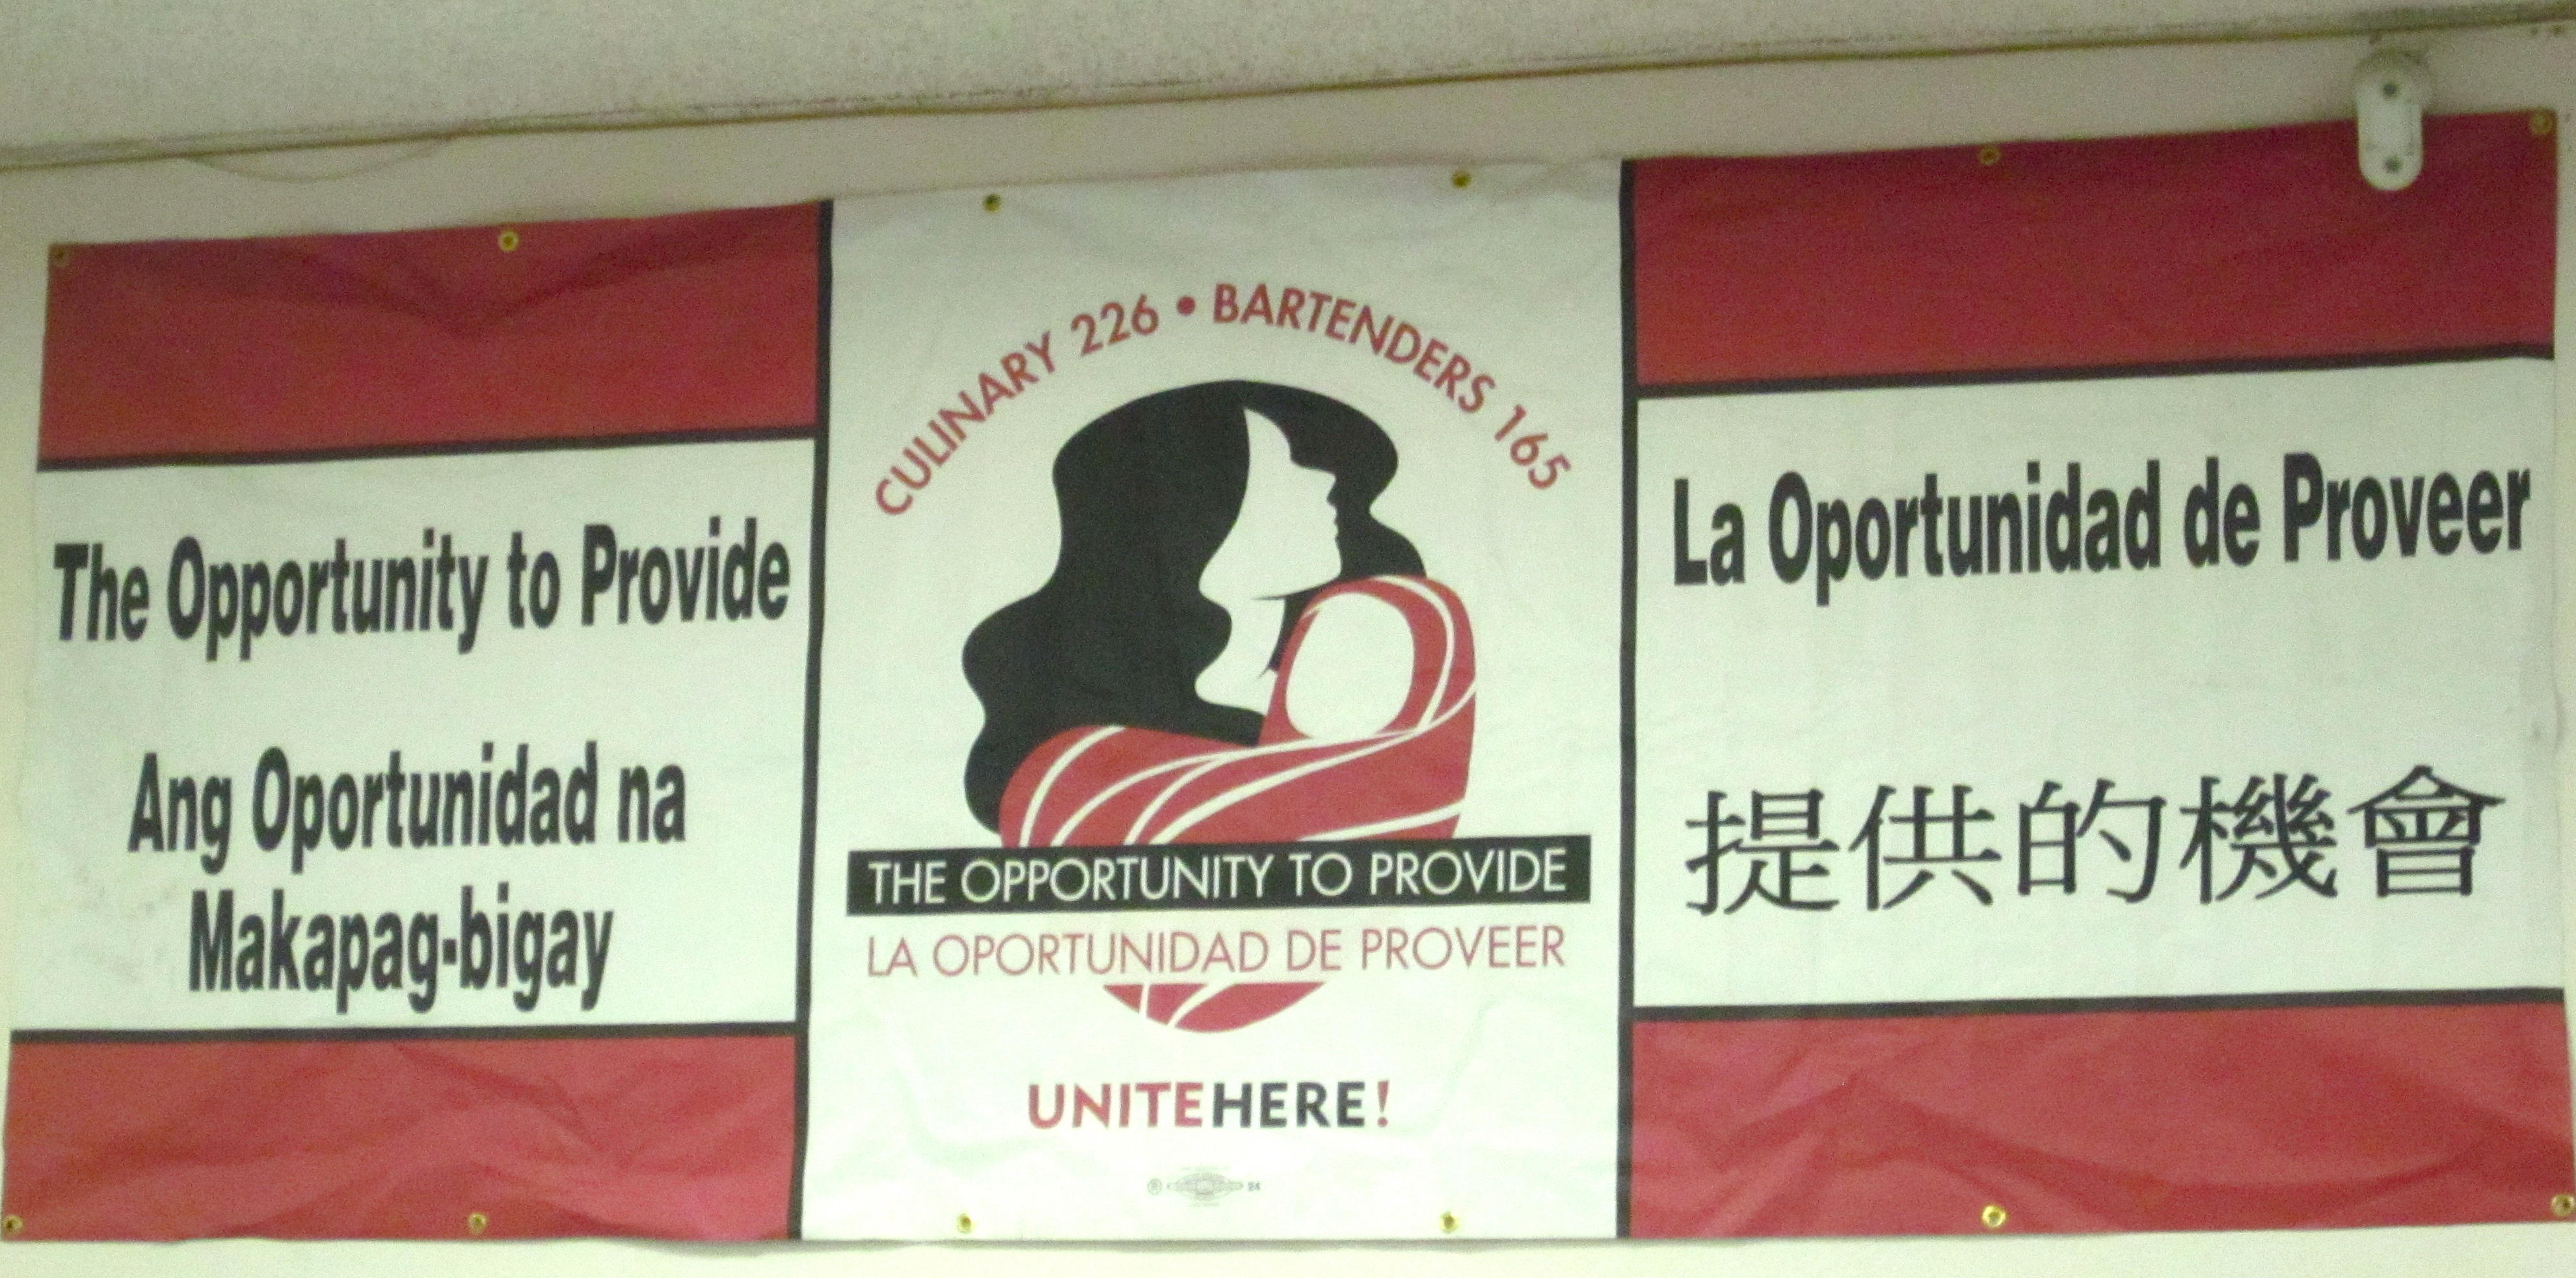 The Opportunity to Provide
Ang Oportunidad na
Makapag-bigay
CULINARY 226 • BARTENDERS 165
THE OPPORTUNITY TO PROVIDE
LA OPORTUNIDAD DE PROVEER
UNITEHERE!
® 24
La Oportunidad de Proveer
提供的機會